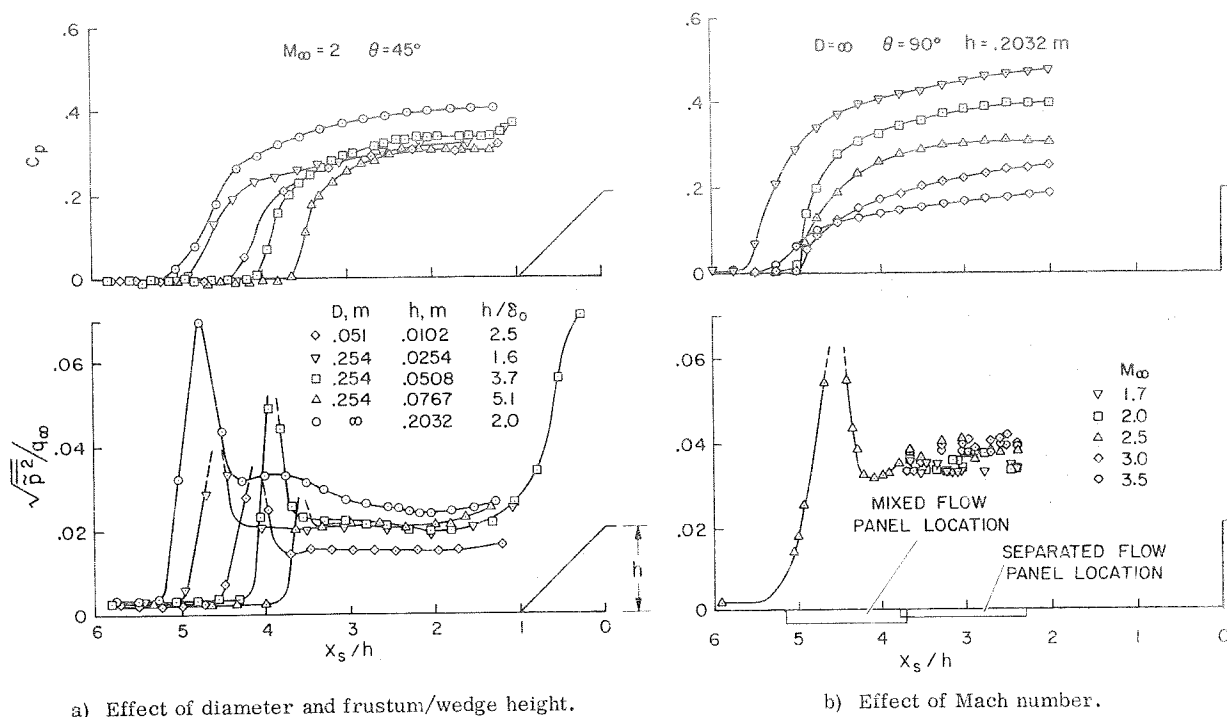 M∞ = 2 θ = 45°
.6
.4
.2
0
Cp
D, m h, m h/δ₀
◇ .051 .0102 2.5
▽ .254 .0254 1.6
□ .254 .0508 3.7
△ .254 .0767 5.1
○ ∞ .2032 2.0
.06
.04
.02
0
√p̃²/q∞
h
6 5 4 3 2 1 0
Xs/h
a) Effect of diameter and frustum/wedge height.
D = ∞ θ = 90° h = .2032 m
.6
.4
.2
0
M∞
▽ 1.7
□ 2.0
△ 2.5
◇ 3.0
○ 3.5
.06
.04
.02
0
MIXED FLOW
PANEL LOCATION
SEPARATED FLOW
PANEL LOCATION
6 5 4 3 2 1 0
Xs/h
b) Effect of Mach number.